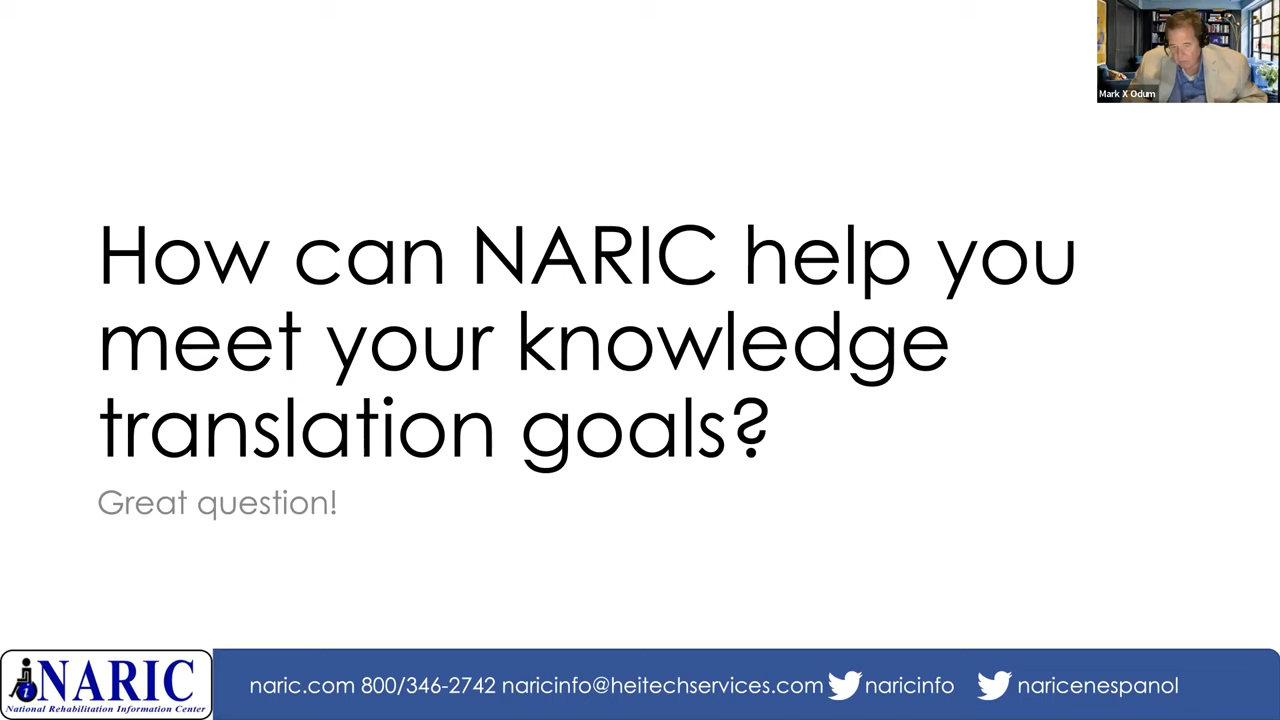 Mark X Odum
How can NARIC help you
meet your knowledge
translation goals?
Great question!
NARIC
National Rehabilitation Information Center
naric.com 800/346-2742 naricinfo@heitechservices.com naricinfo naricenespanol